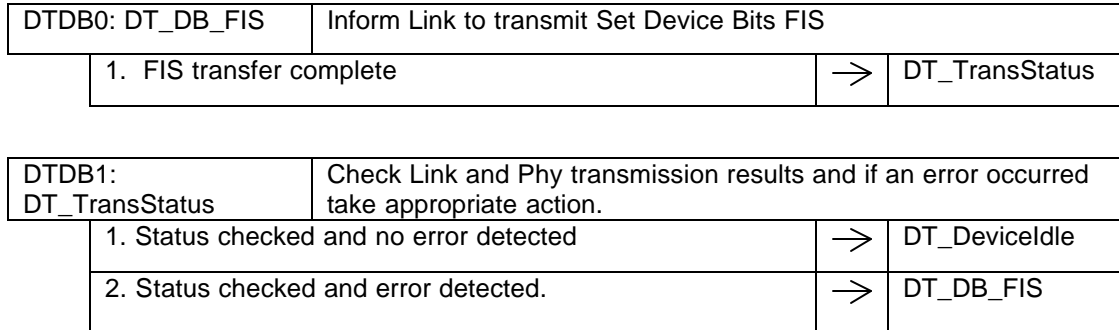 DTDB0: DT_DB_FIS Inform Link to transmit Set Device Bits FIS
1. FIS transfer complete → DT_TransStatus
DTDB1: Check Link and Phy transmission results and if an error occurred
DT_TransStatus take appropriate action.
1. Status checked and no error detected → DT_DeviceIdle
2. Status checked and error detected. → DT_DB_FIS